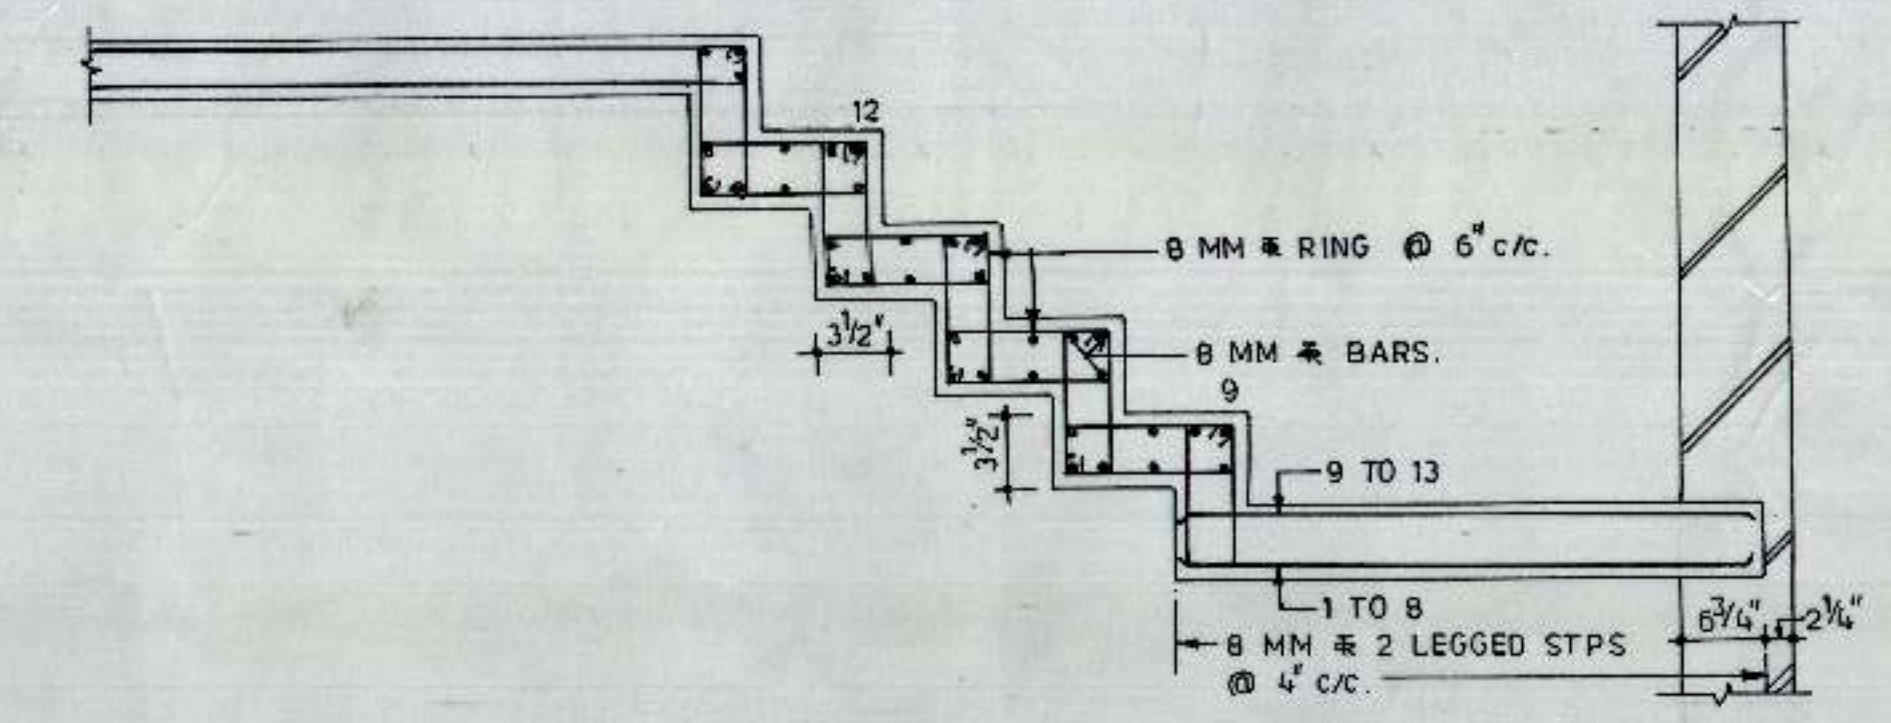 12
8 MM RING @ 6" C/C.
3 1/2"
8 MM BARS.
9
3 1/2"
9 TO 13
1 TO 8
6 3/4" 2 1/4"
8 MM 2 LEGGED STPS
@ 4" C/C.